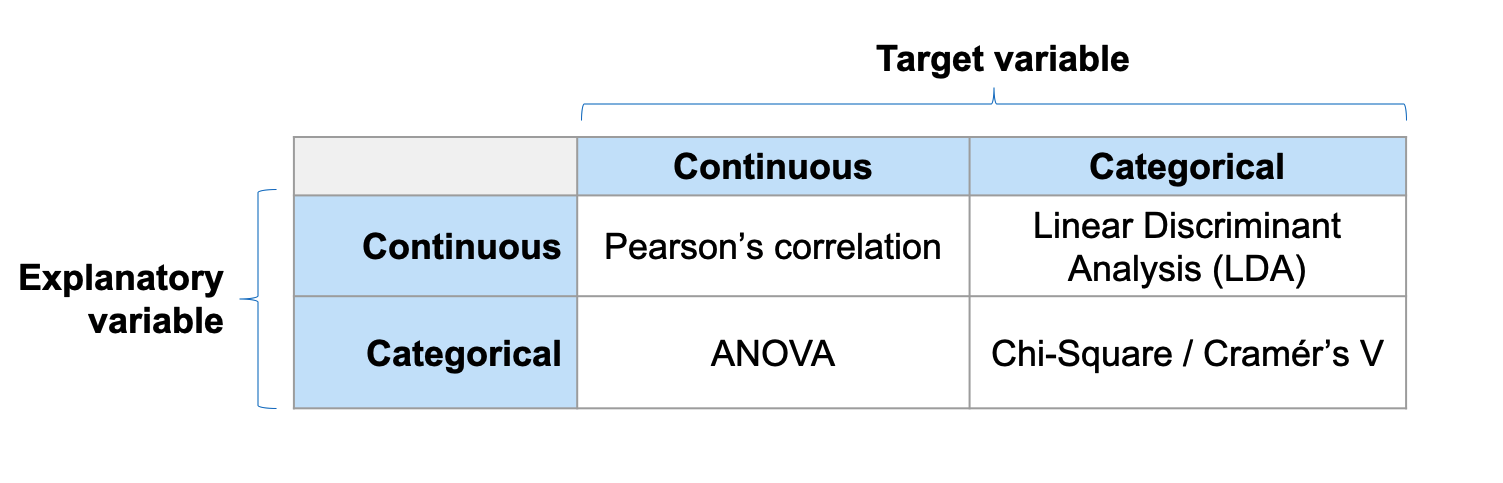 Target variable
Continuous
Categorical
Explanatory
variable
Continuous
Pearson’s correlation
Linear Discriminant
Analysis (LDA)
Categorical
ANOVA
Chi-Square / Cramér’s V